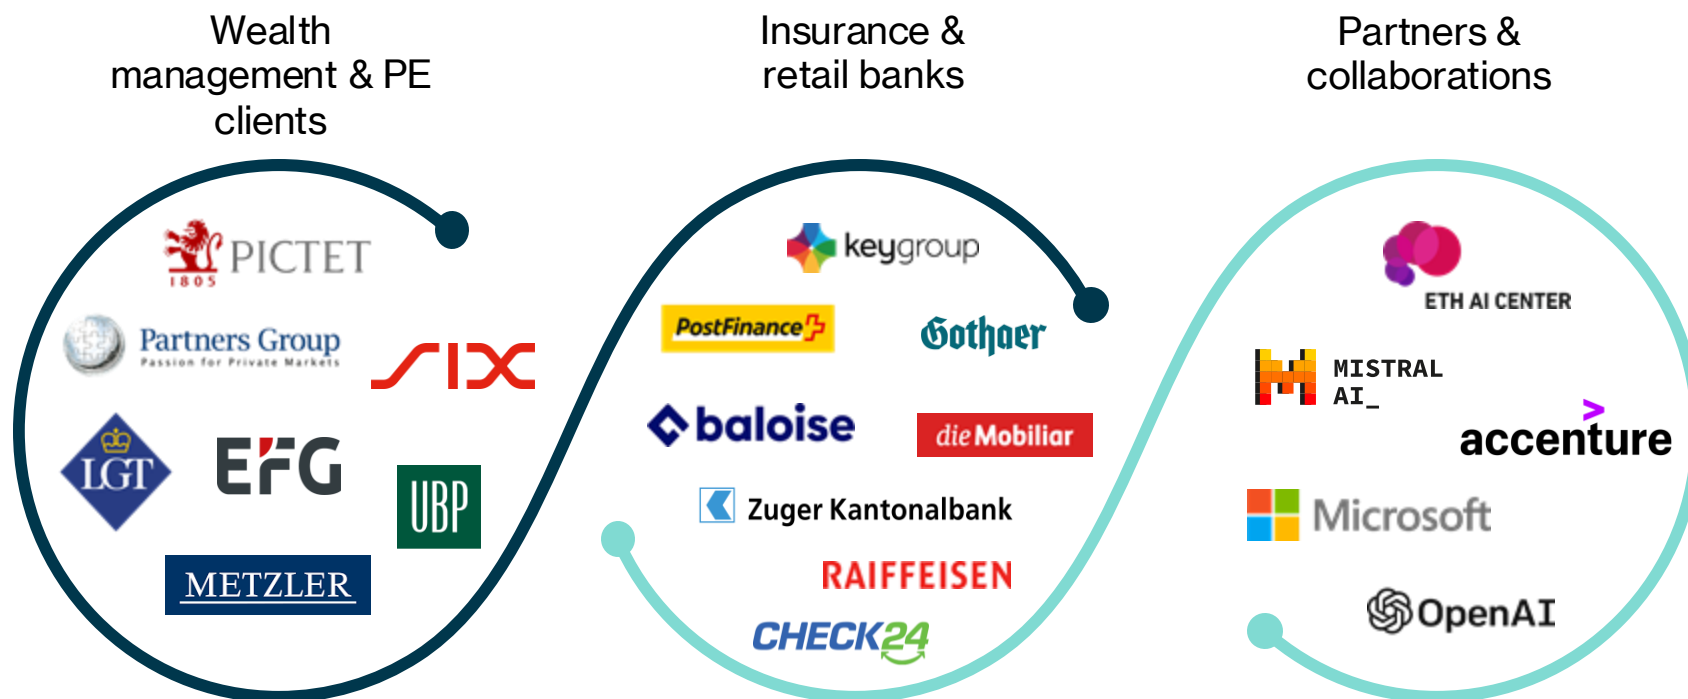 Wealth
management & PE
clients
PICTET
1805
Partners Group
Passion for Private Markets
SIX
LGT
EFG
UBP
METZLER
Insurance &
retail banks
keygroup
PostFinance
Gothaer
baloise
die Mobiliar
Zuger Kantonalbank
RAIFFEISEN
CHECK24
Partners &
collaborations
ETH AI CENTER
MISTRAL
AI_
accenture
Microsoft
OpenAI